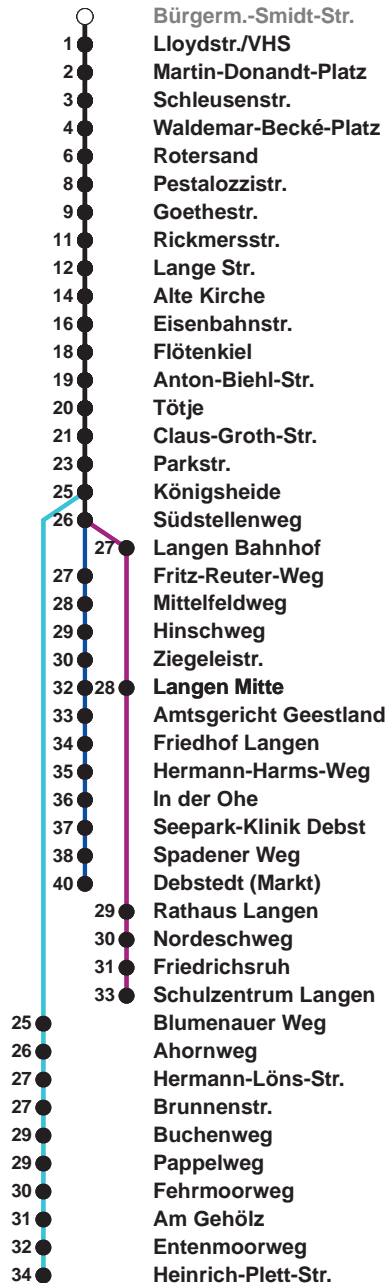 Bürgerm.-Smidt-Str.
1 Lloydstr./VHS
2 Martin-Donandt-Platz
3 Schleusenstr.
4 Waldemar-Becké-Platz
6 Rotersand
8 Pestalozzistr.
9 Goethestr.
11 Rickmersstr.
12 Lange Str.
14 Alte Kirche
16 Eisenbahnstr.
18 Flötenkiel
19 Anton-Biehl-Str.
20 Tötje
21 Claus-Groth-Str.
23 Parkstr.
25 Königsheide
26 Südstellenweg
27 Langen Bahnhof
27 Fritz-Reuter-Weg
28 Mittelfeldweg
29 Hinschweg
30 Ziegeleistr.
32 28 Langen Mitte
33 Amtsgericht Geestland
34 Friedhof Langen
35 Hermann-Harms-Weg
36 In der Ohe
37 Seepark-Klinik Debst
38 Spadener Weg
40 Debstedt (Markt)
29 Rathaus Langen
30 Nordeschweg
31 Friedrichsruh
33 Schulzentrum Langen
25 Blumenauer Weg
26 Ahornweg
27 Hermann-Löns-Str.
27 Brunnenstr.
29 Buchenweg
29 Pappelweg
30 Fehrmoorweg
31 Am Gehölz
32 Entenmoorweg
34 Heinrich-Plett-Str.